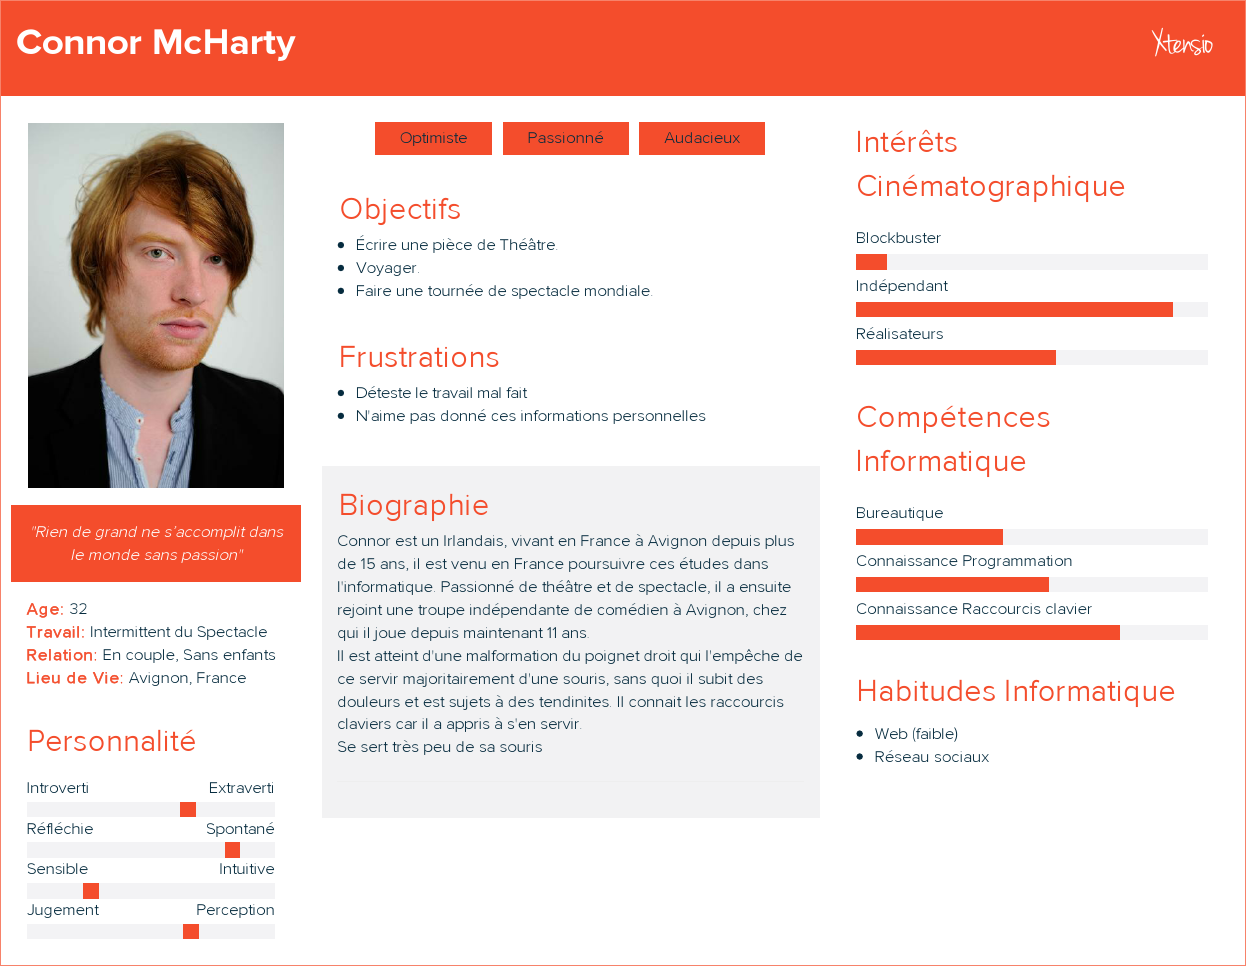 Connor McHarty
Xtensio
"Rien de grand ne s'accomplit dans
le monde sans passion"
Age: 32
Travail: Intermittent du Spectacle
Relation: En couple, Sans enfants
Lieu de Vie: Avignon, France
Personnalité
Introverti Extraverti
Réfléchie Spontané
Sensible Intuitive
Jugement Perception
Optimiste Passionné Audacieux
Objectifs
Écrire une pièce de Théâtre.
Voyager.
Faire une tournée de spectacle mondiale.
Frustrations
Déteste le travail mal fait
N'aime pas donné ces informations personnelles
Biographie
Connor est un Irlandais, vivant en France à Avignon depuis plus
de 15 ans, il est venu en France poursuivre ces études dans
l'informatique. Passionné de théâtre et de spectacle, il a ensuite
rejoint une troupe indépendante de comédien à Avignon, chez
qui il joue depuis maintenant 11 ans.
Il est atteint d'une malformation du poignet droit qui l'empêche de
ce servir majoritairement d'une souris, sans quoi il subit des
douleurs et est sujets à des tendinites. Il connait les raccourcis
claviers car il a appris à s'en servir.
Se sert très peu de sa souris
Intérêts
Cinématographique
Blockbuster
Indépendant
Réalisateurs
Compétences
Informatique
Bureautique
Connaissance Programmation
Connaissance Raccourcis clavier
Habitudes Informatique
Web (faible)
Réseau sociaux